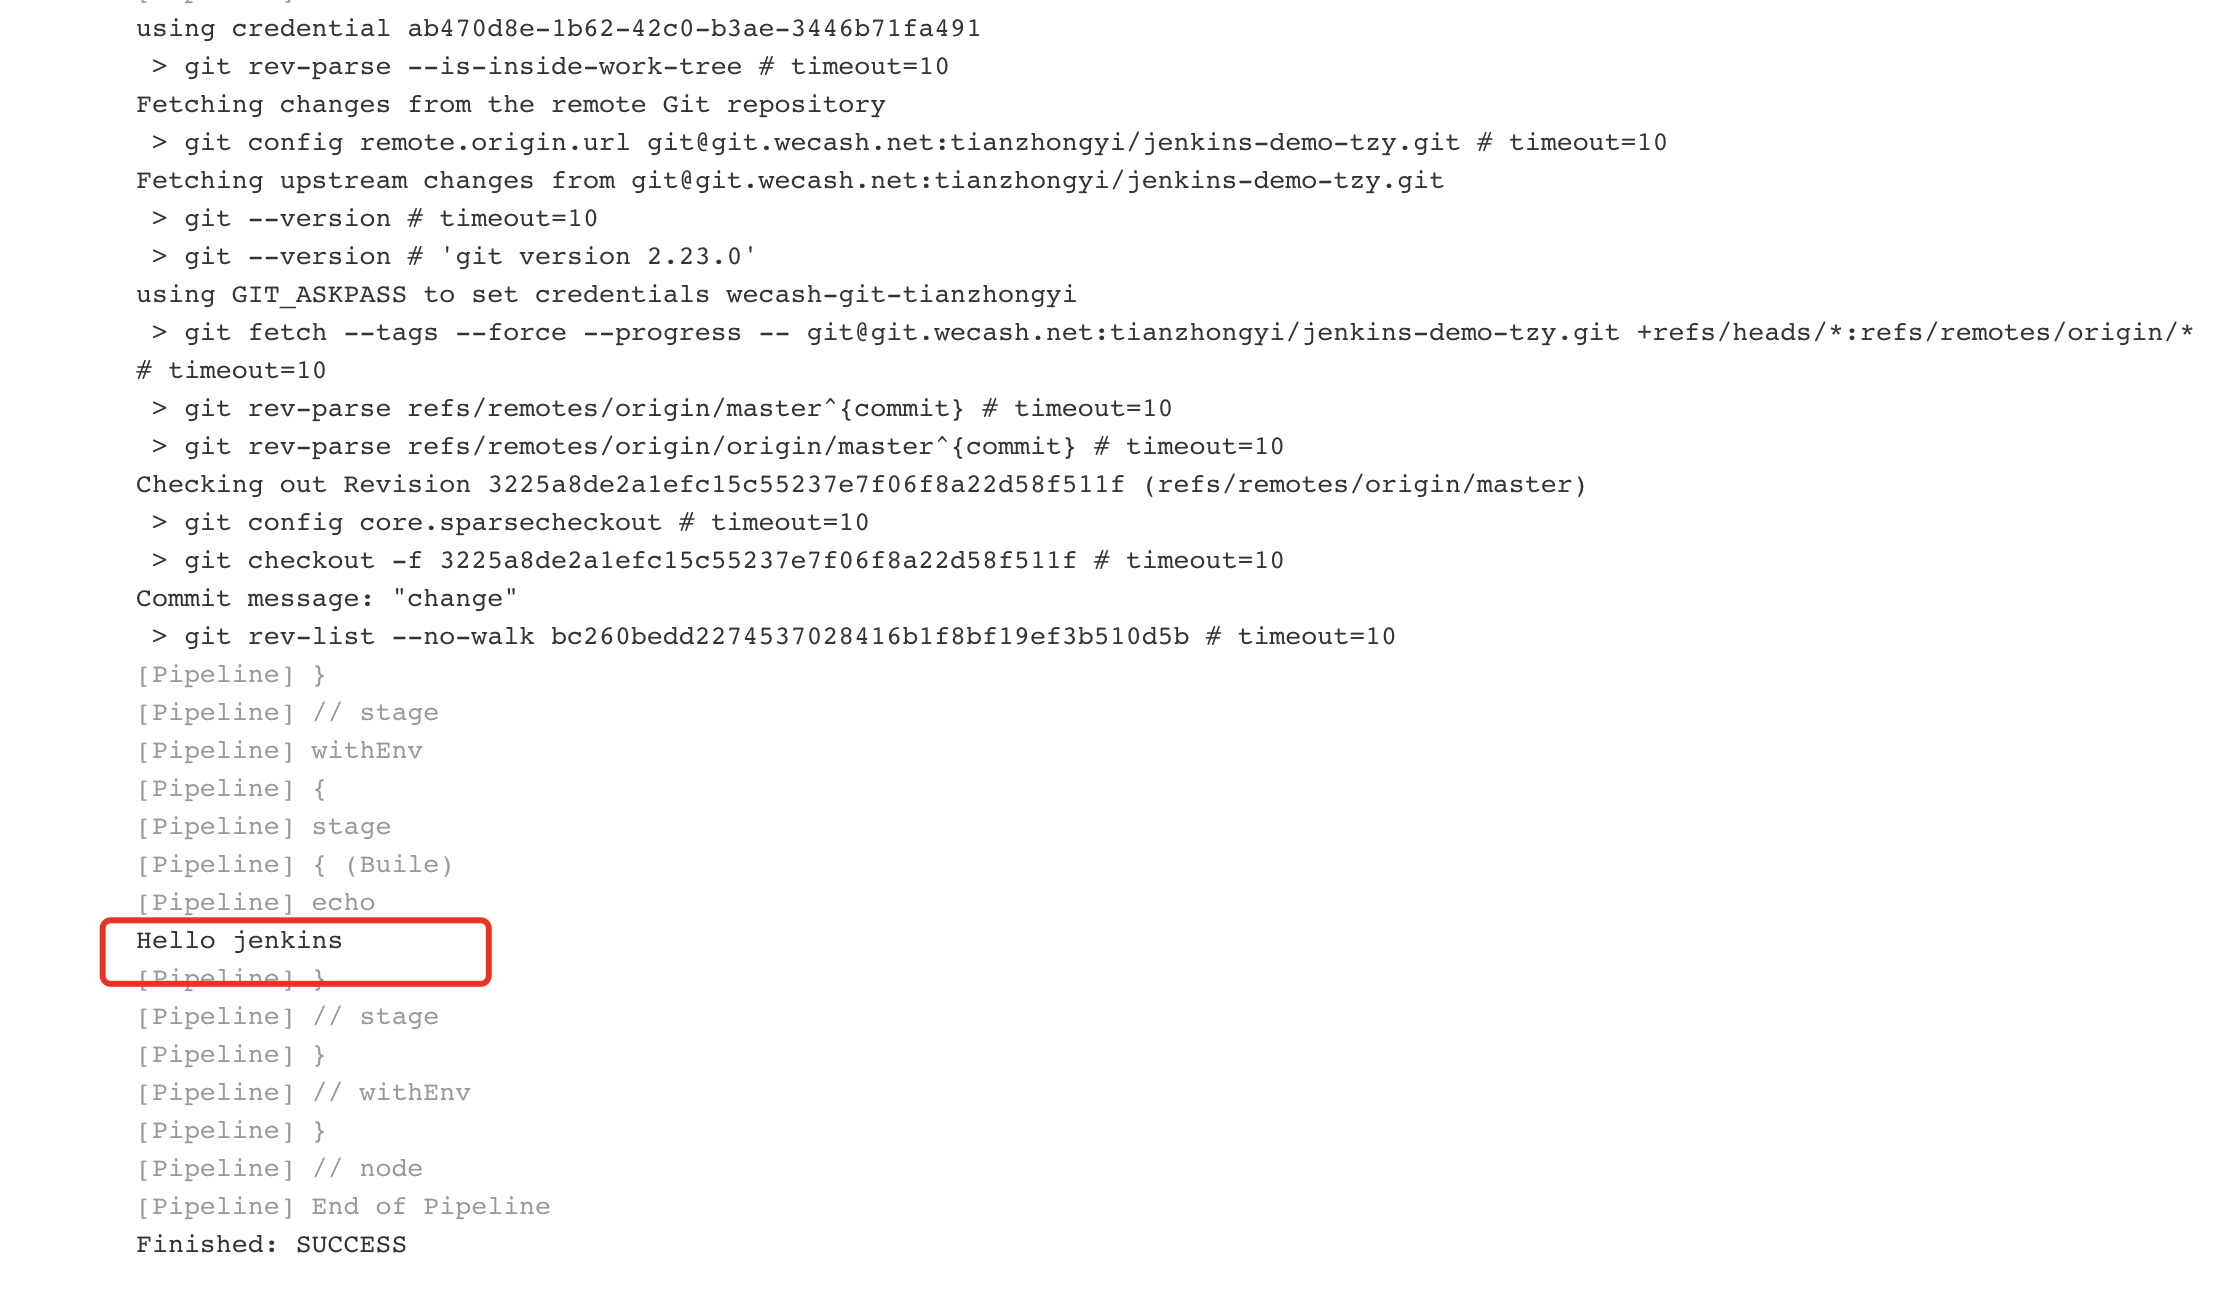 using credential ab470d8e-1b62-42c0-b3ae-3446b71fa491
 > git rev-parse --is-inside-work-tree # timeout=10
Fetching changes from the remote Git repository
 > git config remote.origin.url git@git.wecash.net:tianzhongyi/jenkins-demo-tzy.git # timeout=10
Fetching upstream changes from git@git.wecash.net:tianzhongyi/jenkins-demo-tzy.git
 > git --version # timeout=10
 > git --version # 'git version 2.23.0'
using GIT_ASKPASS to set credentials wecash-git-tianzhongyi
 > git fetch --tags --force --progress -- git@git.wecash.net:tianzhongyi/jenkins-demo-tzy.git +refs/heads/*:refs/remotes/origin/*
# timeout=10
 > git rev-parse refs/remotes/origin/master^{commit} # timeout=10
 > git rev-parse refs/remotes/origin/origin/master^{commit} # timeout=10
Checking out Revision 3225a8de2a1efc15c55237e7f06f8a22d58f511f (refs/remotes/origin/master)
 > git config core.sparsecheckout # timeout=10
 > git checkout -f 3225a8de2a1efc15c55237e7f06f8a22d58f511f # timeout=10
Commit message: "change"
 > git rev-list --no-walk bc260bedd2274537028416b1f8bf19ef3b510d5b # timeout=10
[Pipeline] }
[Pipeline] // stage
[Pipeline] withEnv
[Pipeline] {
[Pipeline] stage
[Pipeline] { (Buile)
[Pipeline] echo
Hello jenkins
[Pipeline] }
[Pipeline] // stage
[Pipeline] }
[Pipeline] // withEnv
[Pipeline] }
[Pipeline] // node
[Pipeline] End of Pipeline
Finished: SUCCESS